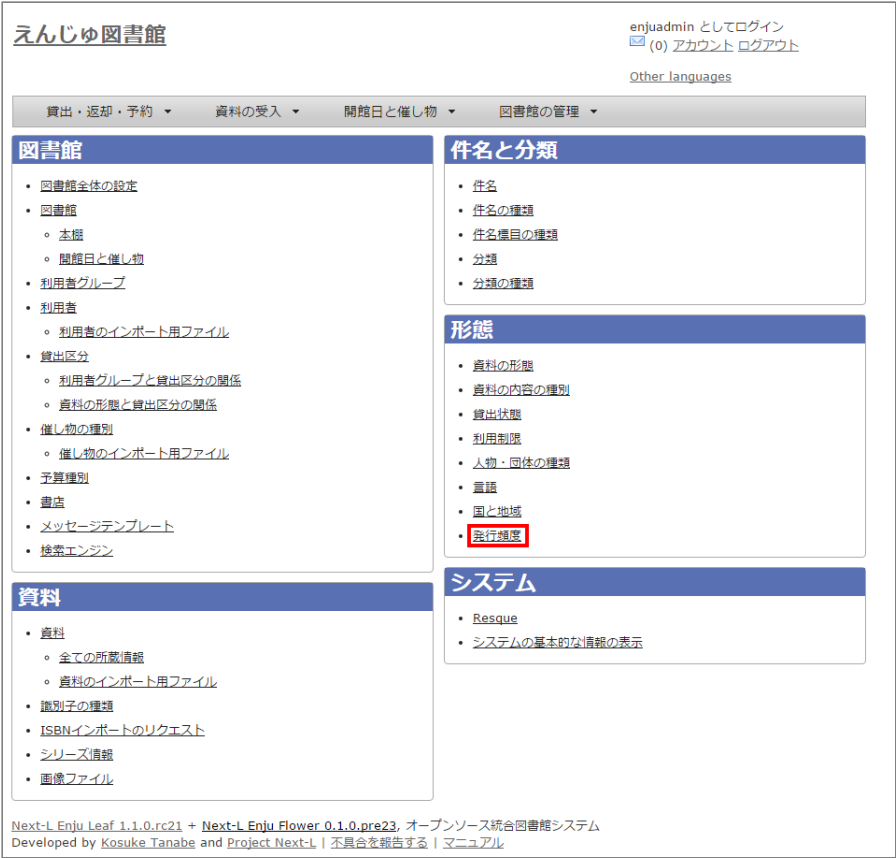 えんじゅ図書館
enjuadmin としてログイン
(0) アカウント ログアウト
Other languages
貸出・返却・予約 ▼ 資料の受入 ▼ 開館日と催し物 ▼ 図書館の管理 ▼
図書館
• 図書館全体の設定
• 図書館
◦ 本棚
◦ 開館日と催し物
• 利用者グループ
• 利用者
◦ 利用者のインポート用ファイル
• 貸出区分
◦ 利用者グループと貸出区分の関係
◦ 資料の形態と貸出区分の関係
• 催し物の種別
◦ 催し物のインポート用ファイル
• 予算種別
• 書店
• メッセージテンプレート
• 検索エンジン
資料
• 資料
◦ 全ての所蔵情報
◦ 資料のインポート用ファイル
• 識別子の種類
• ISBNインポートのリクエスト
• シリーズ情報
• 画像ファイル
件名と分類
• 件名
• 件名の種類
• 件名標目の種類
• 分類
• 分類の種類
形態
• 資料の形態
• 資料の内容の種別
• 貸出状態
• 利用制限
• 人物・団体の種類
• 言語
• 国と地域
• 発行頻度
システム
• Resque
• システムの基本的な情報の表示
Next-L Enju Leaf 1.1.0.rc21 + Next-L Enju Flower 0.1.0.pre23, オープンソース統合図書館システム
Developed by Kosuke Tanabe and Project Next-L | 不具合を報告する | マニュアル